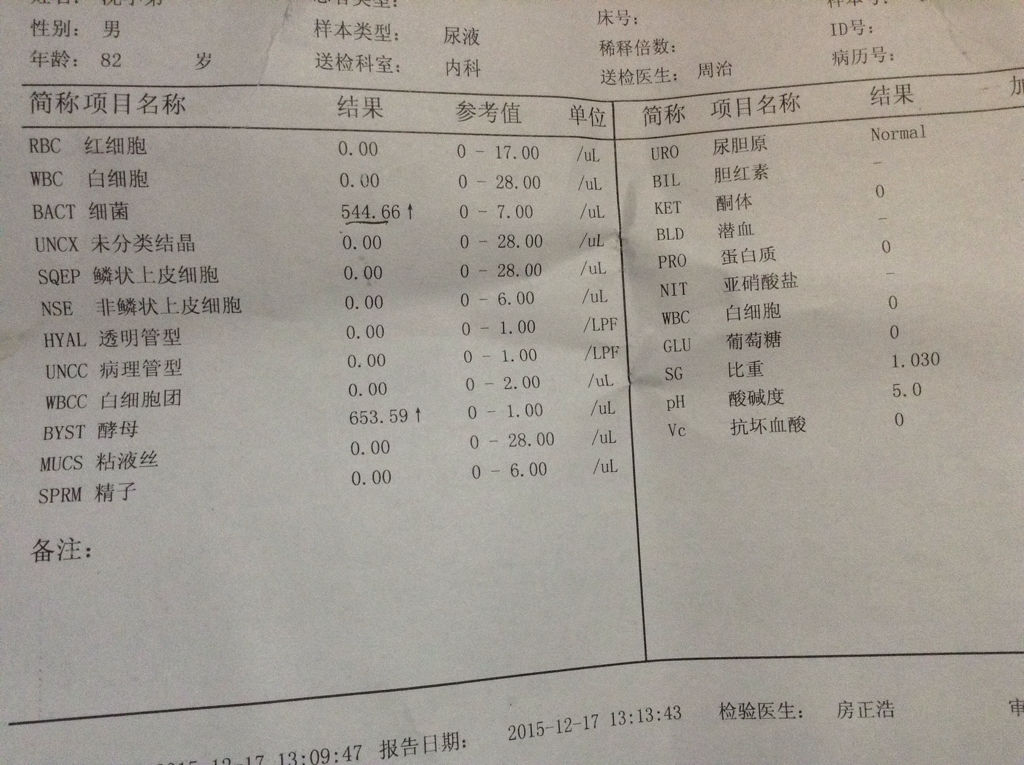 性别: 男 样本类型: 尿液 床号: ID号:
年龄: 82 岁 送检科室: 内科 稀释倍数: 病历号:
送检医生: 周治
简称 项目名称 结果 参考值 单位 简称 项目名称 结果
RBC 红细胞 0.00 0 - 17.00 /uL URO 尿胆原 Normal
WBC 白细胞 0.00 0 - 28.00 /uL BIL 胆红素 -
BACT 细菌 544.66↑ 0 - 7.00 /uL KET 酮体 0
UNCX 未分类结晶 0.00 0 - 28.00 /uL BLD 潜血 -
SQEP 鳞状上皮细胞 0.00 0 - 28.00 /uL PRO 蛋白质 0
NSE 非鳞状上皮细胞 0.00 0 - 6.00 /uL NIT 亚硝酸盐 -
HYAL 透明管型 0.00 0 - 1.00 /LPF WBC 白细胞 0
UNCC 病理管型 0.00 0 - 1.00 /LPF GLU 葡萄糖 0
WBCC 白细胞团 0.00 0 - 2.00 /uL SG 比重 1.030
BYST 酵母 653.59↑ 0 - 1.00 /uL pH 酸碱度 5.0
MUCS 粘液丝 0.00 0 - 28.00 /uL Vc 抗坏血酸 0
SPRM 精子 0.00 0 - 6.00 /uL
备注:
2015-12-17 13:09:47 报告日期: 2015-12-17 13:13:43 检验医生: 房正浩